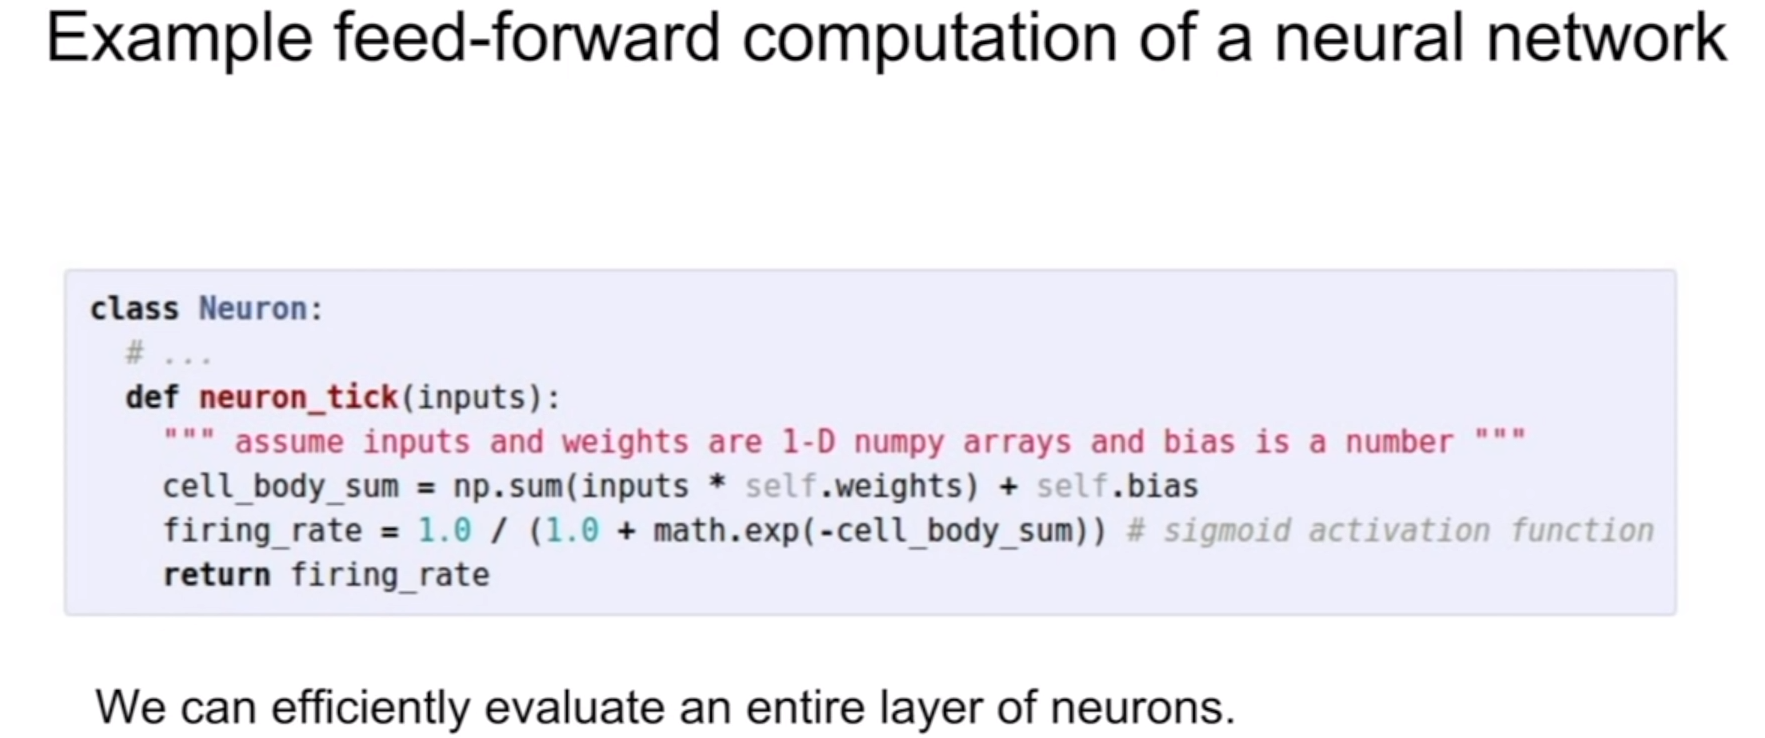 Example feed-forward computation of a neural network
class Neuron:
# ...
def neuron_tick(inputs):
""" assume inputs and weights are 1-D numpy arrays and bias is a number """
cell_body_sum = np.sum(inputs * self.weights) + self.bias
firing_rate = 1.0 / (1.0 + math.exp(-cell_body_sum)) # sigmoid activation function
return firing_rate
We can efficiently evaluate an entire layer of neurons.